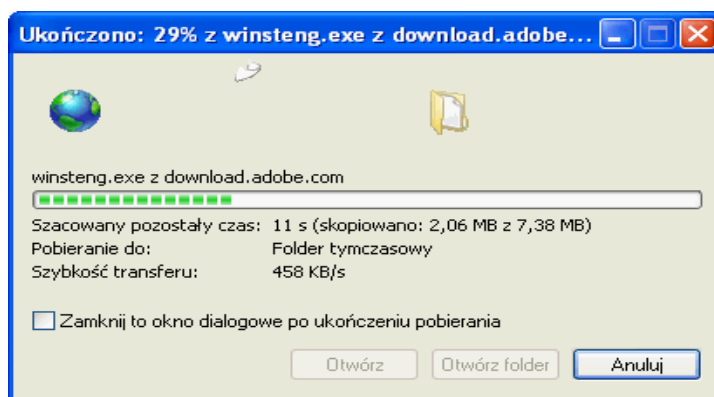 Ukończono: 29% z winsteng.exe z download.adobe...
winsteng.exe z download.adobe.com
Szacowany pozostały czas: 11 s (skopiowano: 2,06 MB z 7,38 MB)
Pobieranie do: Folder tymczasowy
Szybkość transferu: 458 KB/s
Zamknij to okno dialogowe po ukończeniu pobierania
Otwórz Otwórz folder Anuluj